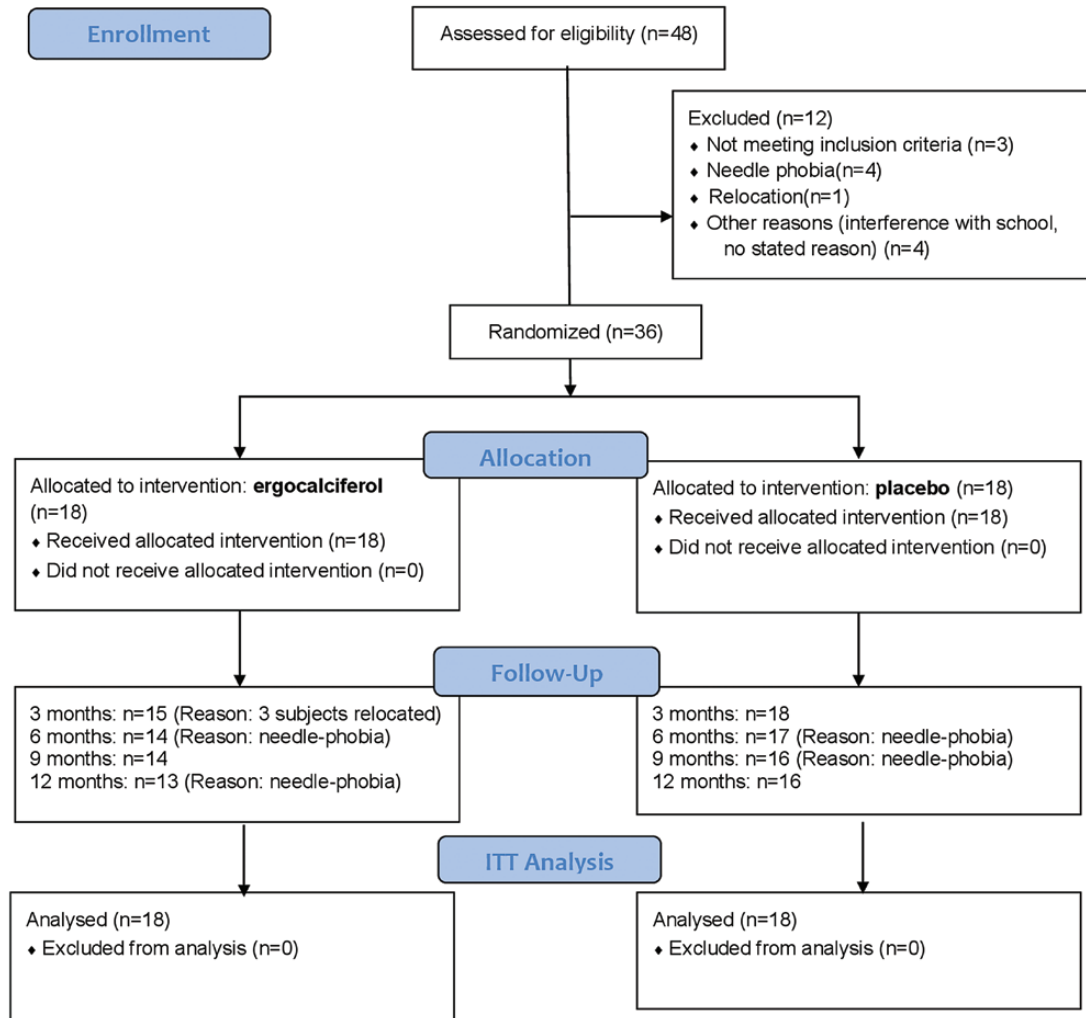 Enrollment
Assessed for eligibility (n=48)
Excluded (n=12)
♦ Not meeting inclusion criteria (n=3)
♦ Needle phobia(n=4)
♦ Relocation(n=1)
♦ Other reasons (interference with school,
no stated reason) (n=4)
Randomized (n=36)
Allocation
Allocated to intervention: ergocalciferol
(n=18)
♦ Received allocated intervention (n=18)
♦ Did not receive allocated intervention (n=0)
Allocated to intervention: placebo (n=18)
♦ Received allocated intervention (n=18)
♦ Did not receive allocated intervention (n=0)
Follow-Up
3 months: n=15 (Reason: 3 subjects relocated)
6 months: n=14 (Reason: needle-phobia)
9 months: n=14
12 months: n=13 (Reason: needle-phobia)
3 months: n=18
6 months: n=17 (Reason: needle-phobia)
9 months: n=16 (Reason: needle-phobia)
12 months: n=16
ITT Analysis
Analysed (n=18)
♦ Excluded from analysis (n=0)
Analysed (n=18)
♦ Excluded from analysis (n=0)